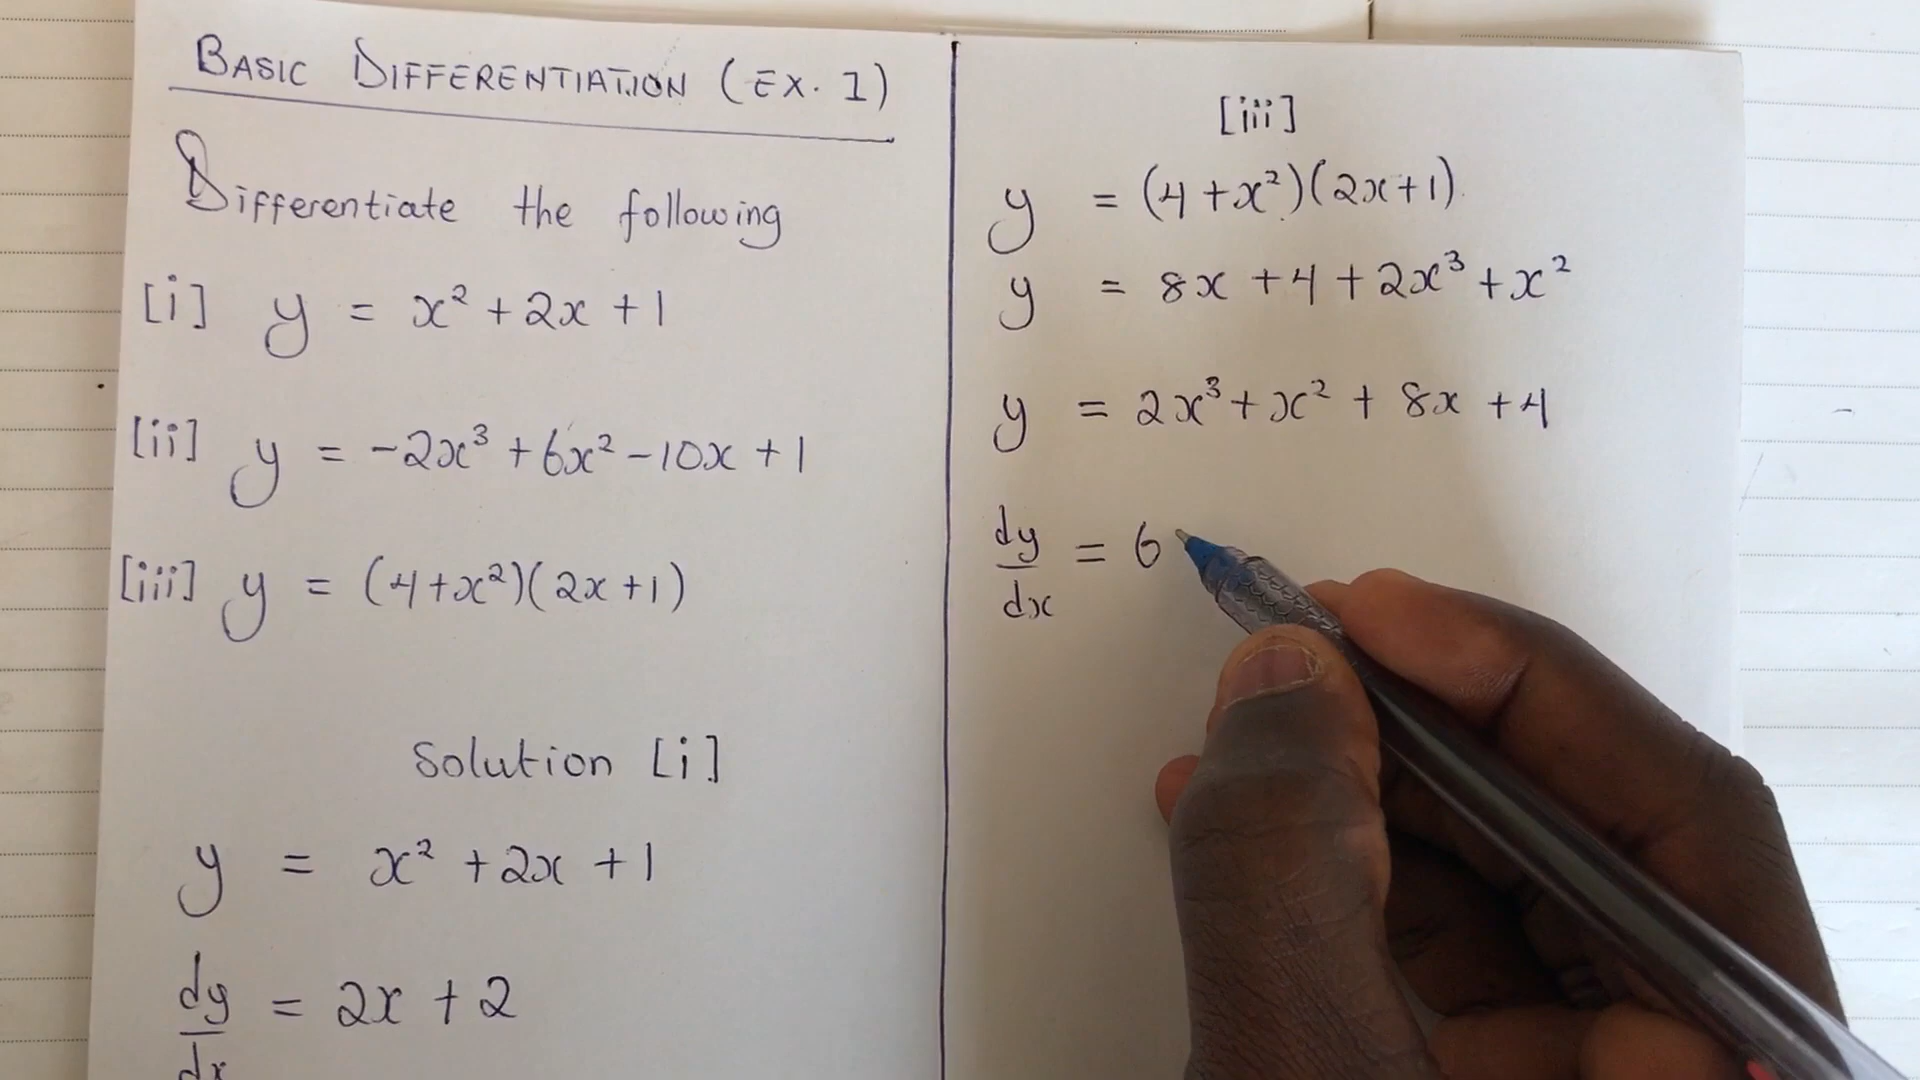 BASIC DIFFERENTIATION (EX. 1)
Differentiate the following
[i] y = x² + 2x + 1
[ii] y = -2x³ + 6x² - 10x + 1
[iii] y = (4+x²)(2x+1)
Solution [i]
y = x² + 2x + 1
dy/dx = 2x + 2
[iii]
y = (4+x²)(2x+1)
y = 8x + 4 + 2x³ + x²
y = 2x³ + x² + 8x + 4
dy/dx = 6